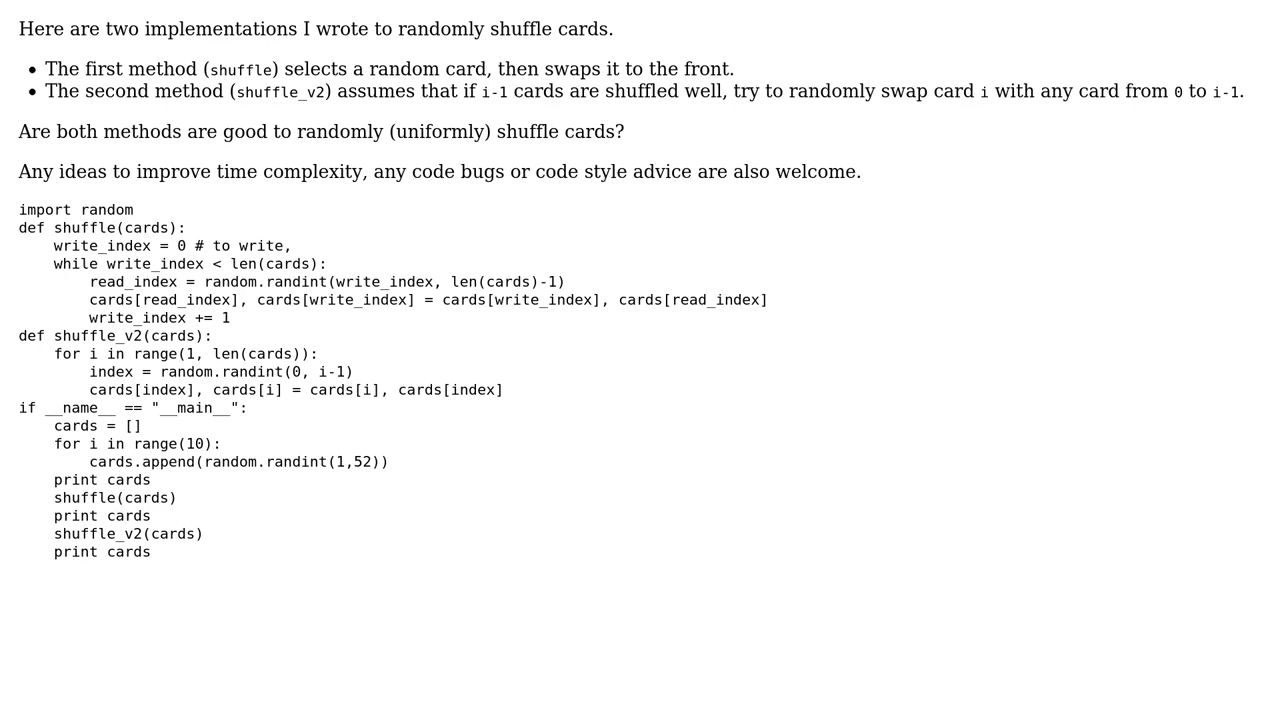 Here are two implementations I wrote to randomly shuffle cards.
• The first method (shuffle) selects a random card, then swaps it to the front.
• The second method (shuffle_v2) assumes that if i-1 cards are shuffled well, try to randomly swap card i with any card from 0 to i-1.
Are both methods are good to randomly (uniformly) shuffle cards?
Any ideas to improve time complexity, any code bugs or code style advice are also welcome.
import random
def shuffle(cards):
    write_index = 0 # to write,
    while write_index < len(cards):
        read_index = random.randint(write_index, len(cards)-1)
        cards[read_index], cards[write_index] = cards[write_index], cards[read_index]
        write_index += 1
def shuffle_v2(cards):
    for i in range(1, len(cards)):
        index = random.randint(0, i-1)
        cards[index], cards[i] = cards[i], cards[index]
if __name__ == "__main__":
    cards = []
    for i in range(10):
        cards.append(random.randint(1,52))
    print cards
    shuffle(cards)
    print cards
    shuffle_v2(cards)
    print cards